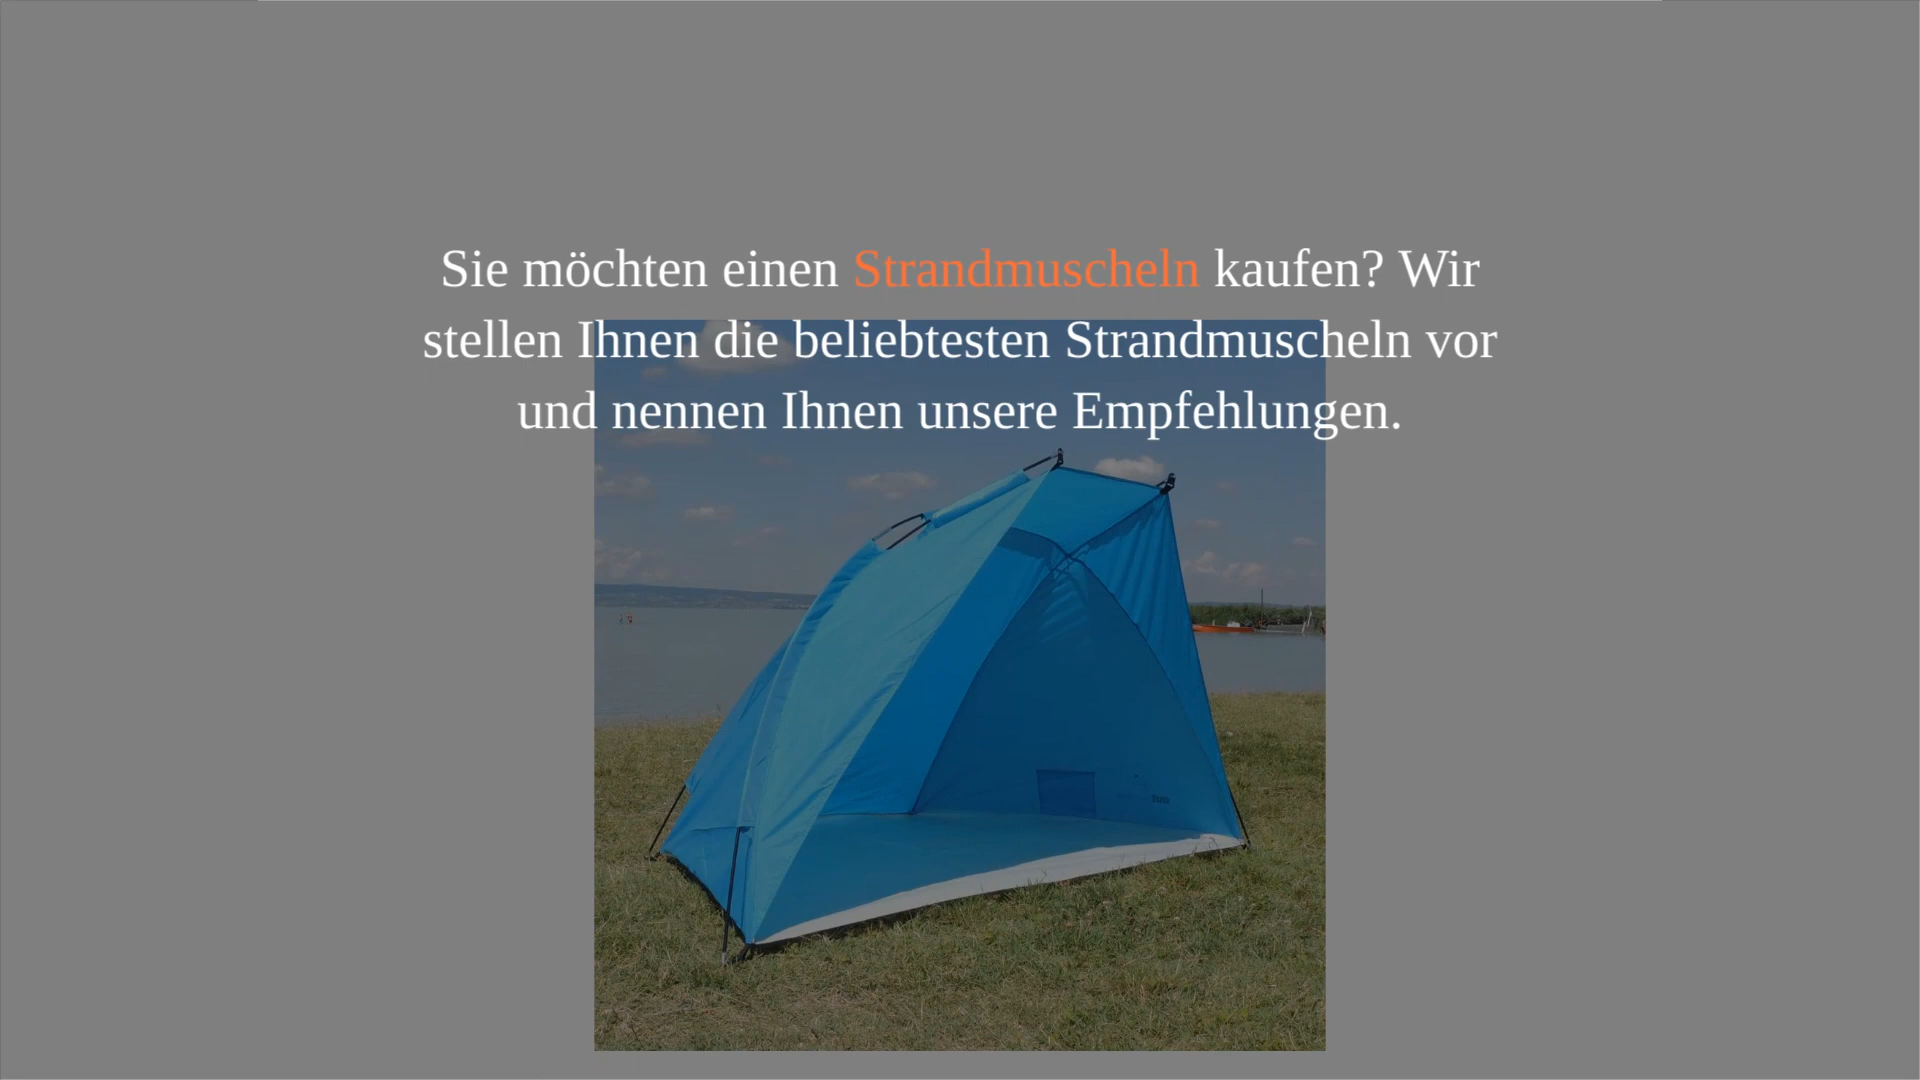 Sie möchten einen Strandmuscheln kaufen? Wir
stellen Ihnen die beliebtesten Strandmuscheln vor
und nennen Ihnen unsere Empfehlungen.